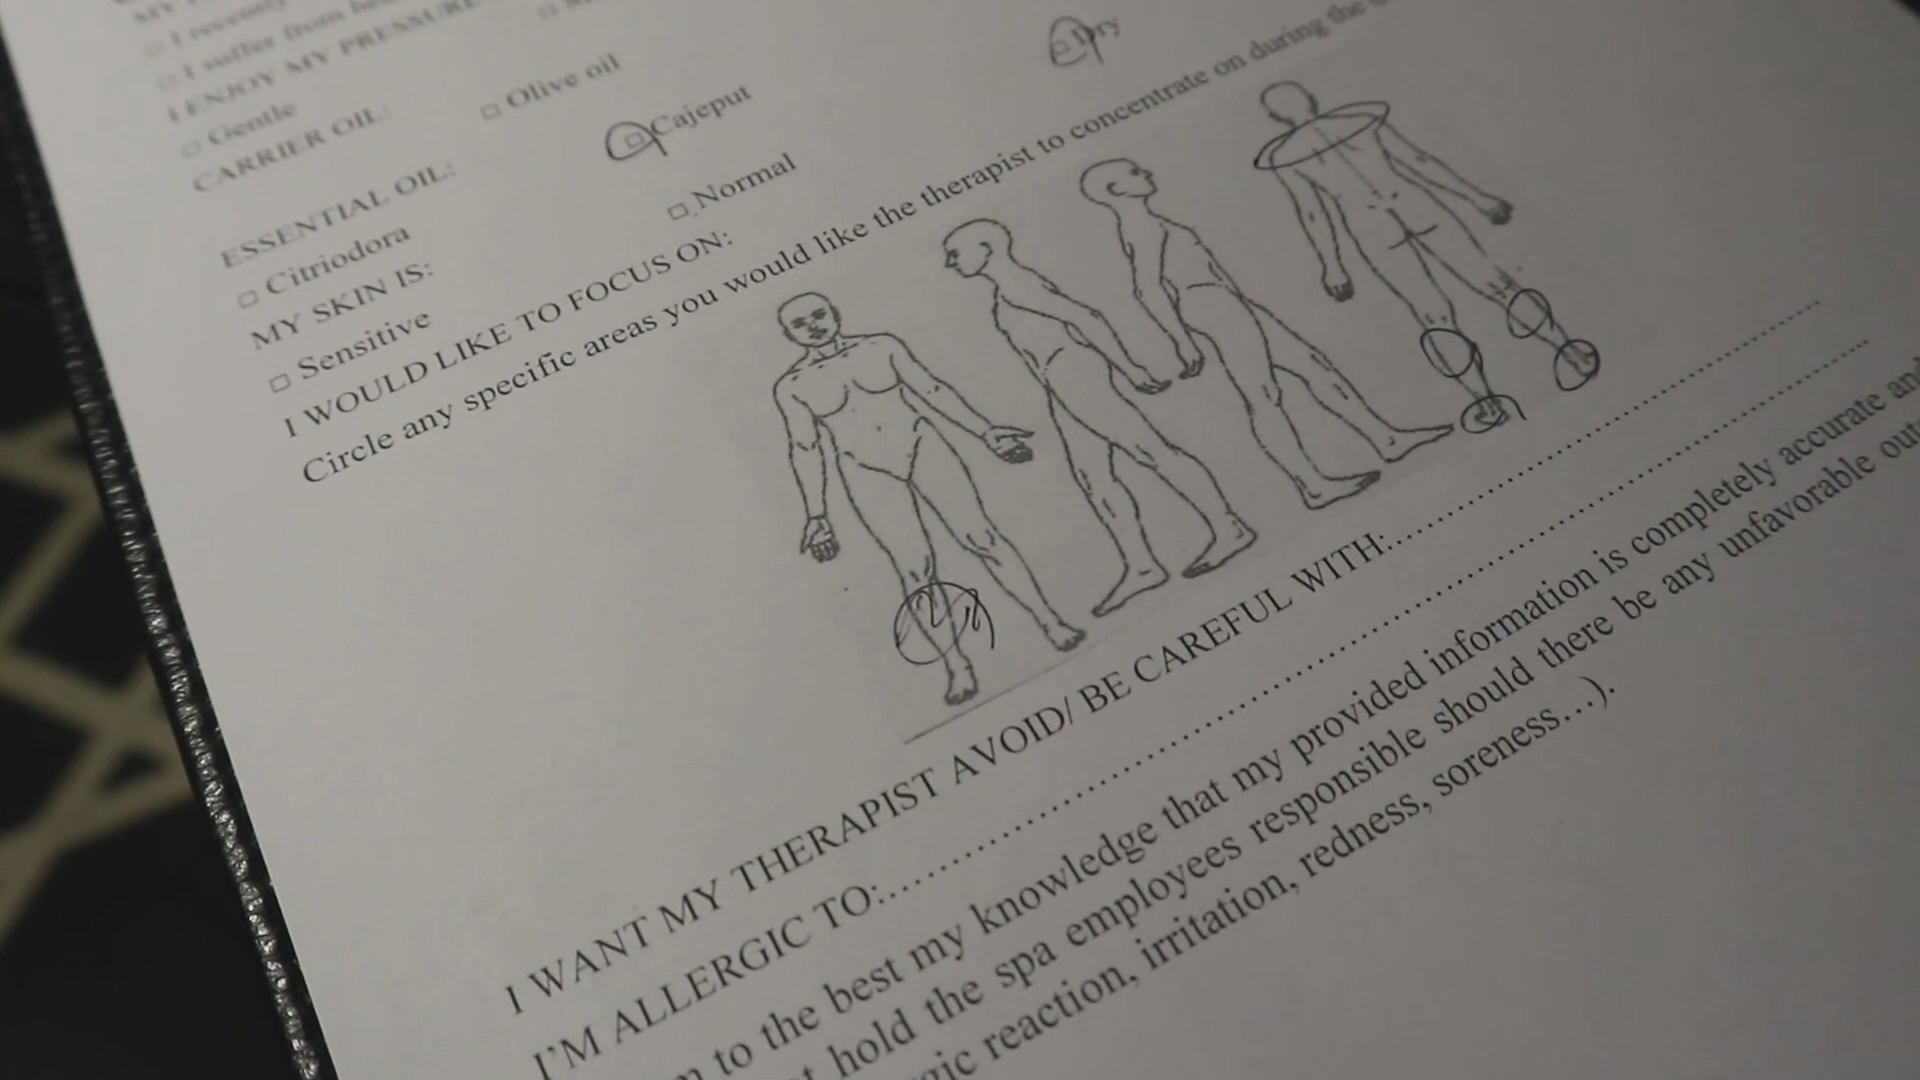 I recently
I suffer from
I ENJOY MY PRESSURE
Gentle
CARRIER OIL:
Olive oil
ESSENTIAL OIL:
Citriodora
Cajeput
MY SKIN IS:
Sensitive
Normal
Dry
I WOULD LIKE TO FOCUS ON:
Circle any specific areas you would like the therapist to concentrate on during the
I WANT MY THERAPIST AVOID/ BE CAREFUL WITH:
I'M ALLERGIC TO:
to the best my knowledge that my provided information is completely accurate and
hold the spa employees responsible should there be any unfavorable
reaction, irritation, redness, soreness…).